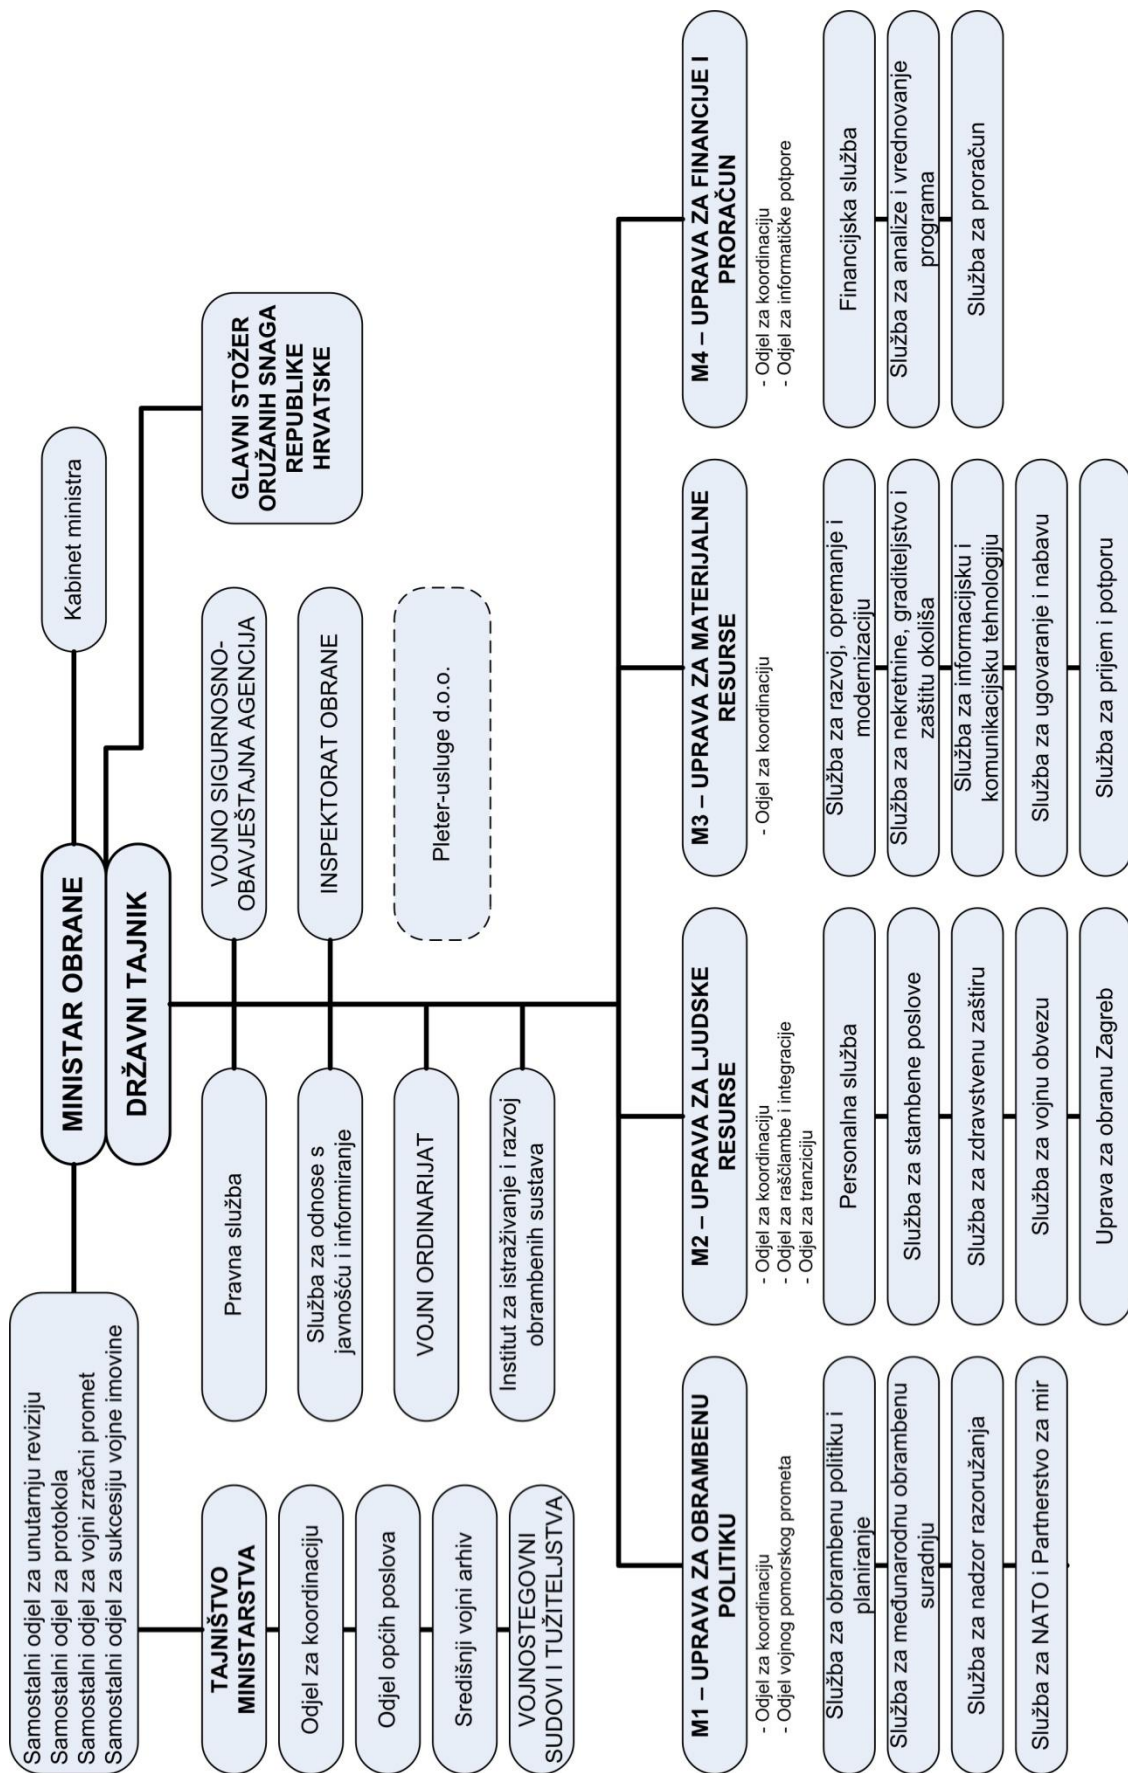 Samostalni odjel za unutarnju reviziju
Samostalni odjel za protokola
Samostalni odjel za vojni zračni promet
Samostalni odjel za sukcesiju vojne imovine
MINISTAR OBRANE
DRŽAVNI TAJNIK
Kabinet ministra
TAJNIŠTVO
MINISTARSTVA
Odjel za koordinaciju
Odjel općih poslova
Središnji vojni arhiv
VOJNOSTEGOVNI
SUDOVI I TUŽITELJSTVA
Pravna služba
Služba za odnose s
javnošću i informiranje
VOJNI ORDINARIJAT
Institut za istraživanje i razvoj
obrambenih sustava
VOJNO SIGURNOSNO-
OBAVJEŠTAJNA AGENCIJA
INSPEKTORAT OBRANE
Pleter-usluge d.o.o.
GLAVNI STOŽER
ORUŽANIH SNAGA
REPUBLIKE
HRVATSKE
M1 – UPRAVA ZA OBRAMBENU
POLITIKU
- Odjel za koordinaciju
- Odjel vojnog pomorskog prometa
Služba za obrambenu politiku i
planiranje
Služba za međunarodnu obrambenu
suradnju
Služba za nadzor razoružanja
Služba za NATO i Partnerstvo za mir
M2 – UPRAVA ZA LJUDSKE
RESURSE
- Odjel za koordinaciju
- Odjel za raščlambe i integracije
- Odjel za tranziciju
Personalna služba
Služba za stambene poslove
Služba za zdravstvenu zaštiru
Služba za vojnu obvezu
Uprava za obranu Zagreb
M3 – UPRAVA ZA MATERIJALNE
RESURSE
- Odjel za koordinaciju
Služba za razvoj, opremanje i
modernizaciju
Služba za nekretnine, graditeljstvo i
zaštitu okoliša
Služba za informacijsku i
komunikacijsku tehnologiju
Služba za ugovaranje i nabavu
Služba za prijem i potporu
M4 – UPRAVA ZA FINANCIJE I
PRORAČUN
- Odjel za koordinaciju
- Odjel za informatičke potpore
Financijska služba
Služba za analize i vrednovanje
programa
Služba za proračun